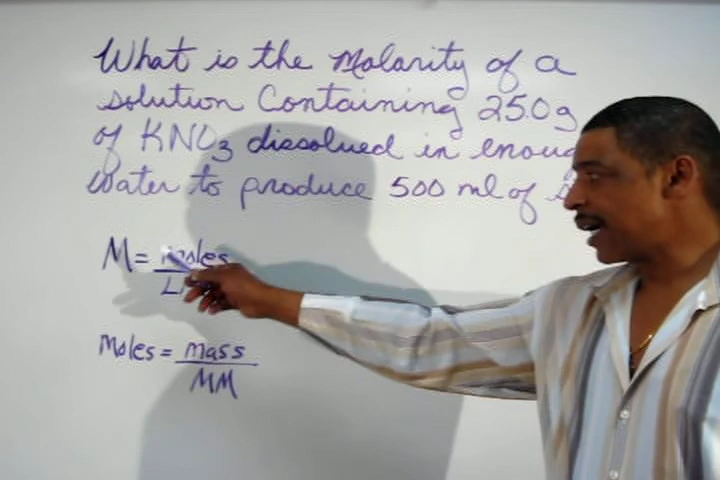 What is the Molarity of a
solution Containing 25.0g
of KNO3 dissolved in
Water to produce 500 ml of
M = moles
Moles = mass
MM